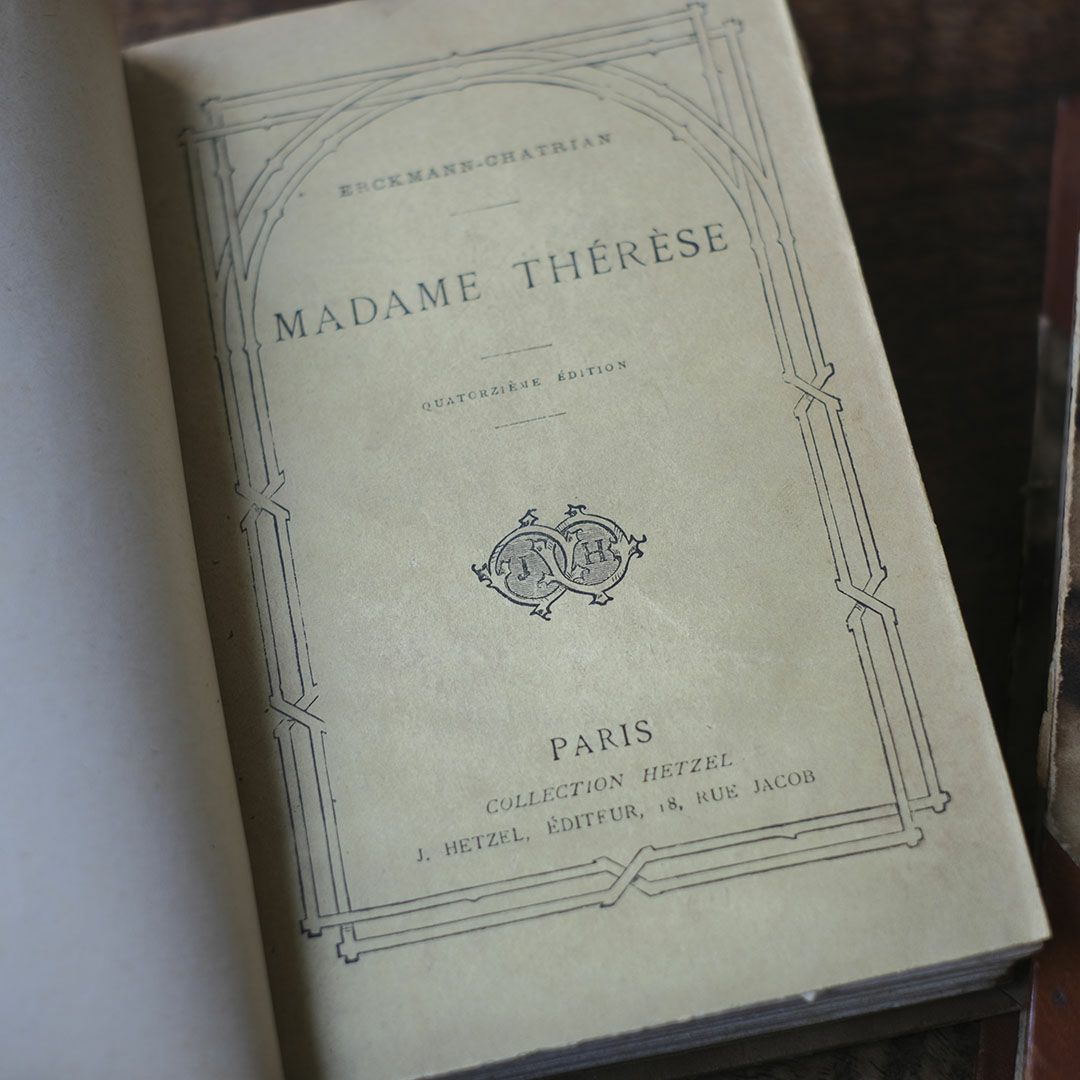 ERCKMANN-CHATRIAN
MADAME THÉRÈSE
QUATORZIÈME ÉDITION
J H
PARIS
COLLECTION HETZEL
J. HETZEL, ÉDITEUR, 18, RUE JACOB